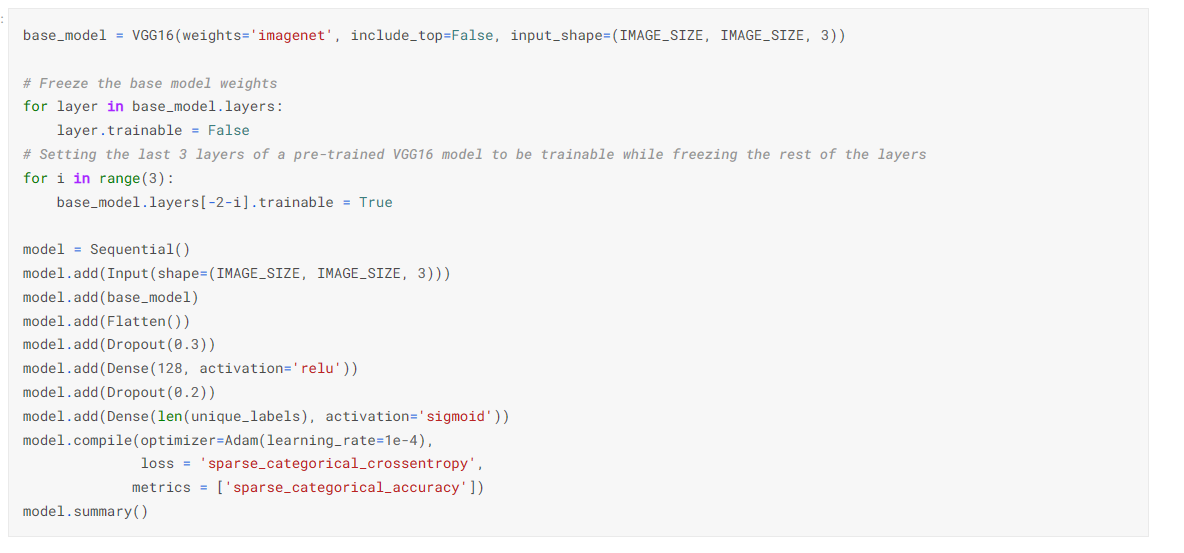 :
base_model = VGG16(weights='imagenet', include_top=False, input_shape=(IMAGE_SIZE, IMAGE_SIZE, 3))
# Freeze the base model weights
for layer in base_model.layers:
    layer.trainable = False
# Setting the last 3 layers of a pre-trained VGG16 model to be trainable while freezing the rest of the layers
for i in range(3):
    base_model.layers[-2-i].trainable = True
model = Sequential()
model.add(Input(shape=(IMAGE_SIZE, IMAGE_SIZE, 3)))
model.add(base_model)
model.add(Flatten())
model.add(Dropout(0.3))
model.add(Dense(128, activation='relu'))
model.add(Dropout(0.2))
model.add(Dense(len(unique_labels), activation='sigmoid'))
model.compile(optimizer=Adam(learning_rate=1e-4),
              loss = 'sparse_categorical_crossentropy',
             metrics = ['sparse_categorical_accuracy'])
model.summary()